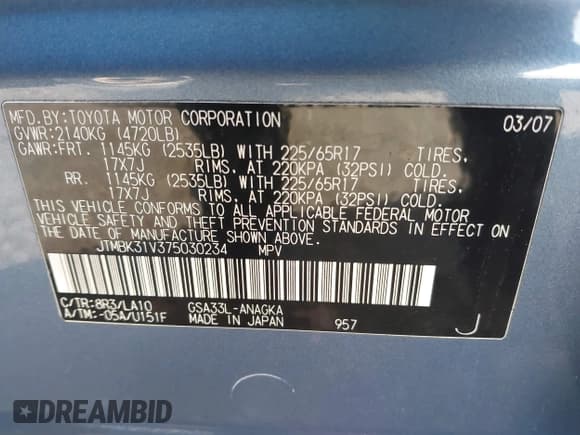 MFD.BY:TOYOTA MOTOR CORPORATION 03/07
GVWR:2140KG (4720LB)
GAWR:FRT. 1145KG (2535LB) WITH 225/65R17 TIRES,
17X7J RIMS, AT 220KPA (32PSI) COLD.
RR. 1145KG (2535LB) WITH 225/65R17 TIRES,
17X7J RIMS, AT 220KPA (32PSI) COLD.
THIS VEHICLE CONFORMS TO ALL APPLICABLE FEDERAL MOTOR
VEHICLE SAFETY AND THEFT PREVENTION STANDARDS IN EFFECT ON
THE DATE OF MANUFACTURE SHOWN ABOVE.
JTMBK31V375030234 MPV
C/TR:8R3/LA10 GSA33L-ANAGKA
A/TM:-05A/U151F MADE IN JAPAN 957 J
DREAMBID